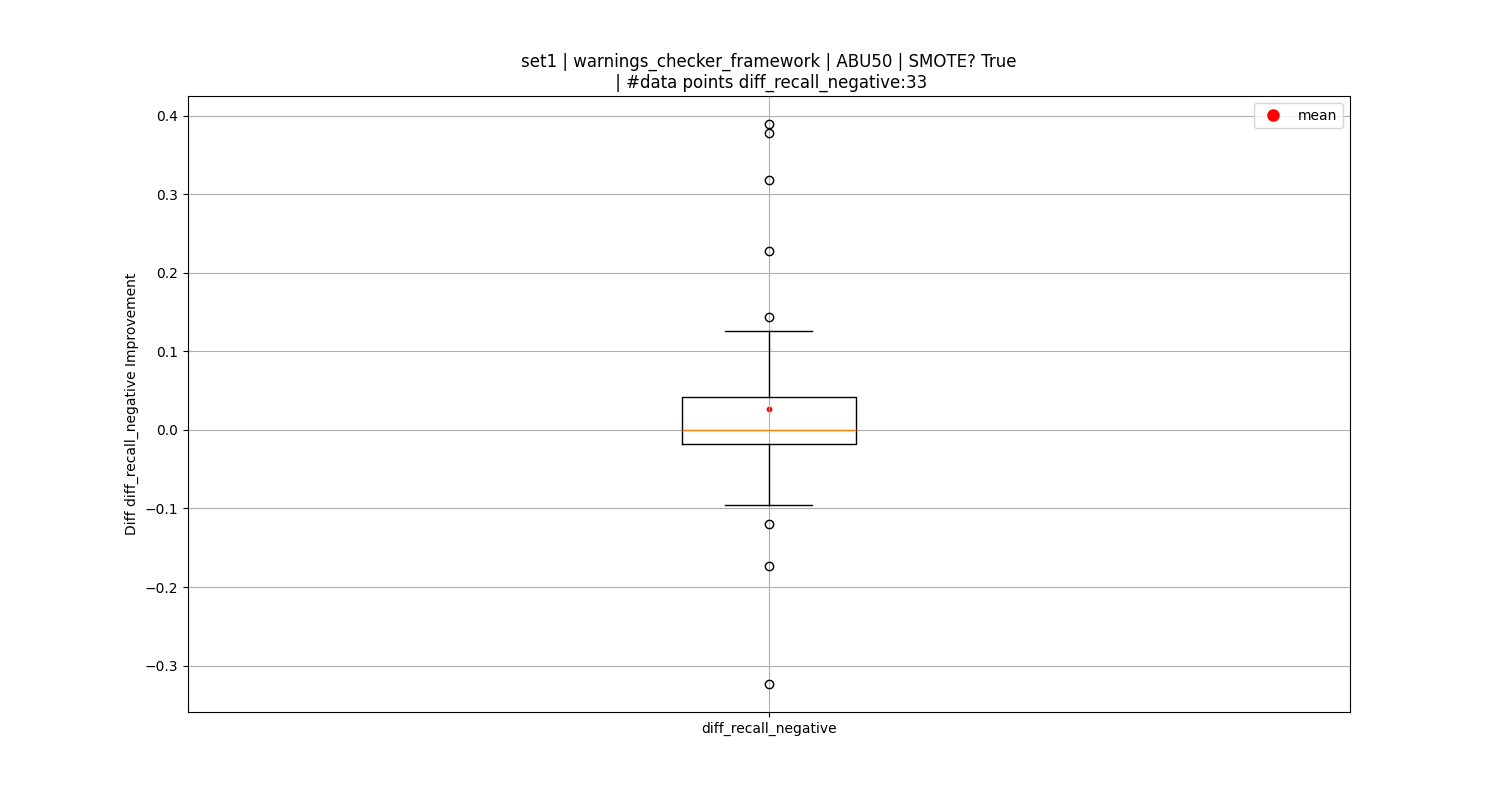 set1 | warnings_checker_framework | ABU50 | SMOTE? True
| #data points diff_recall_negative:33
mean
0.4
0.3
0.2
0.1
0.0
−0.1
−0.2
−0.3
Diff diff_recall_negative Improvement
diff_recall_negative